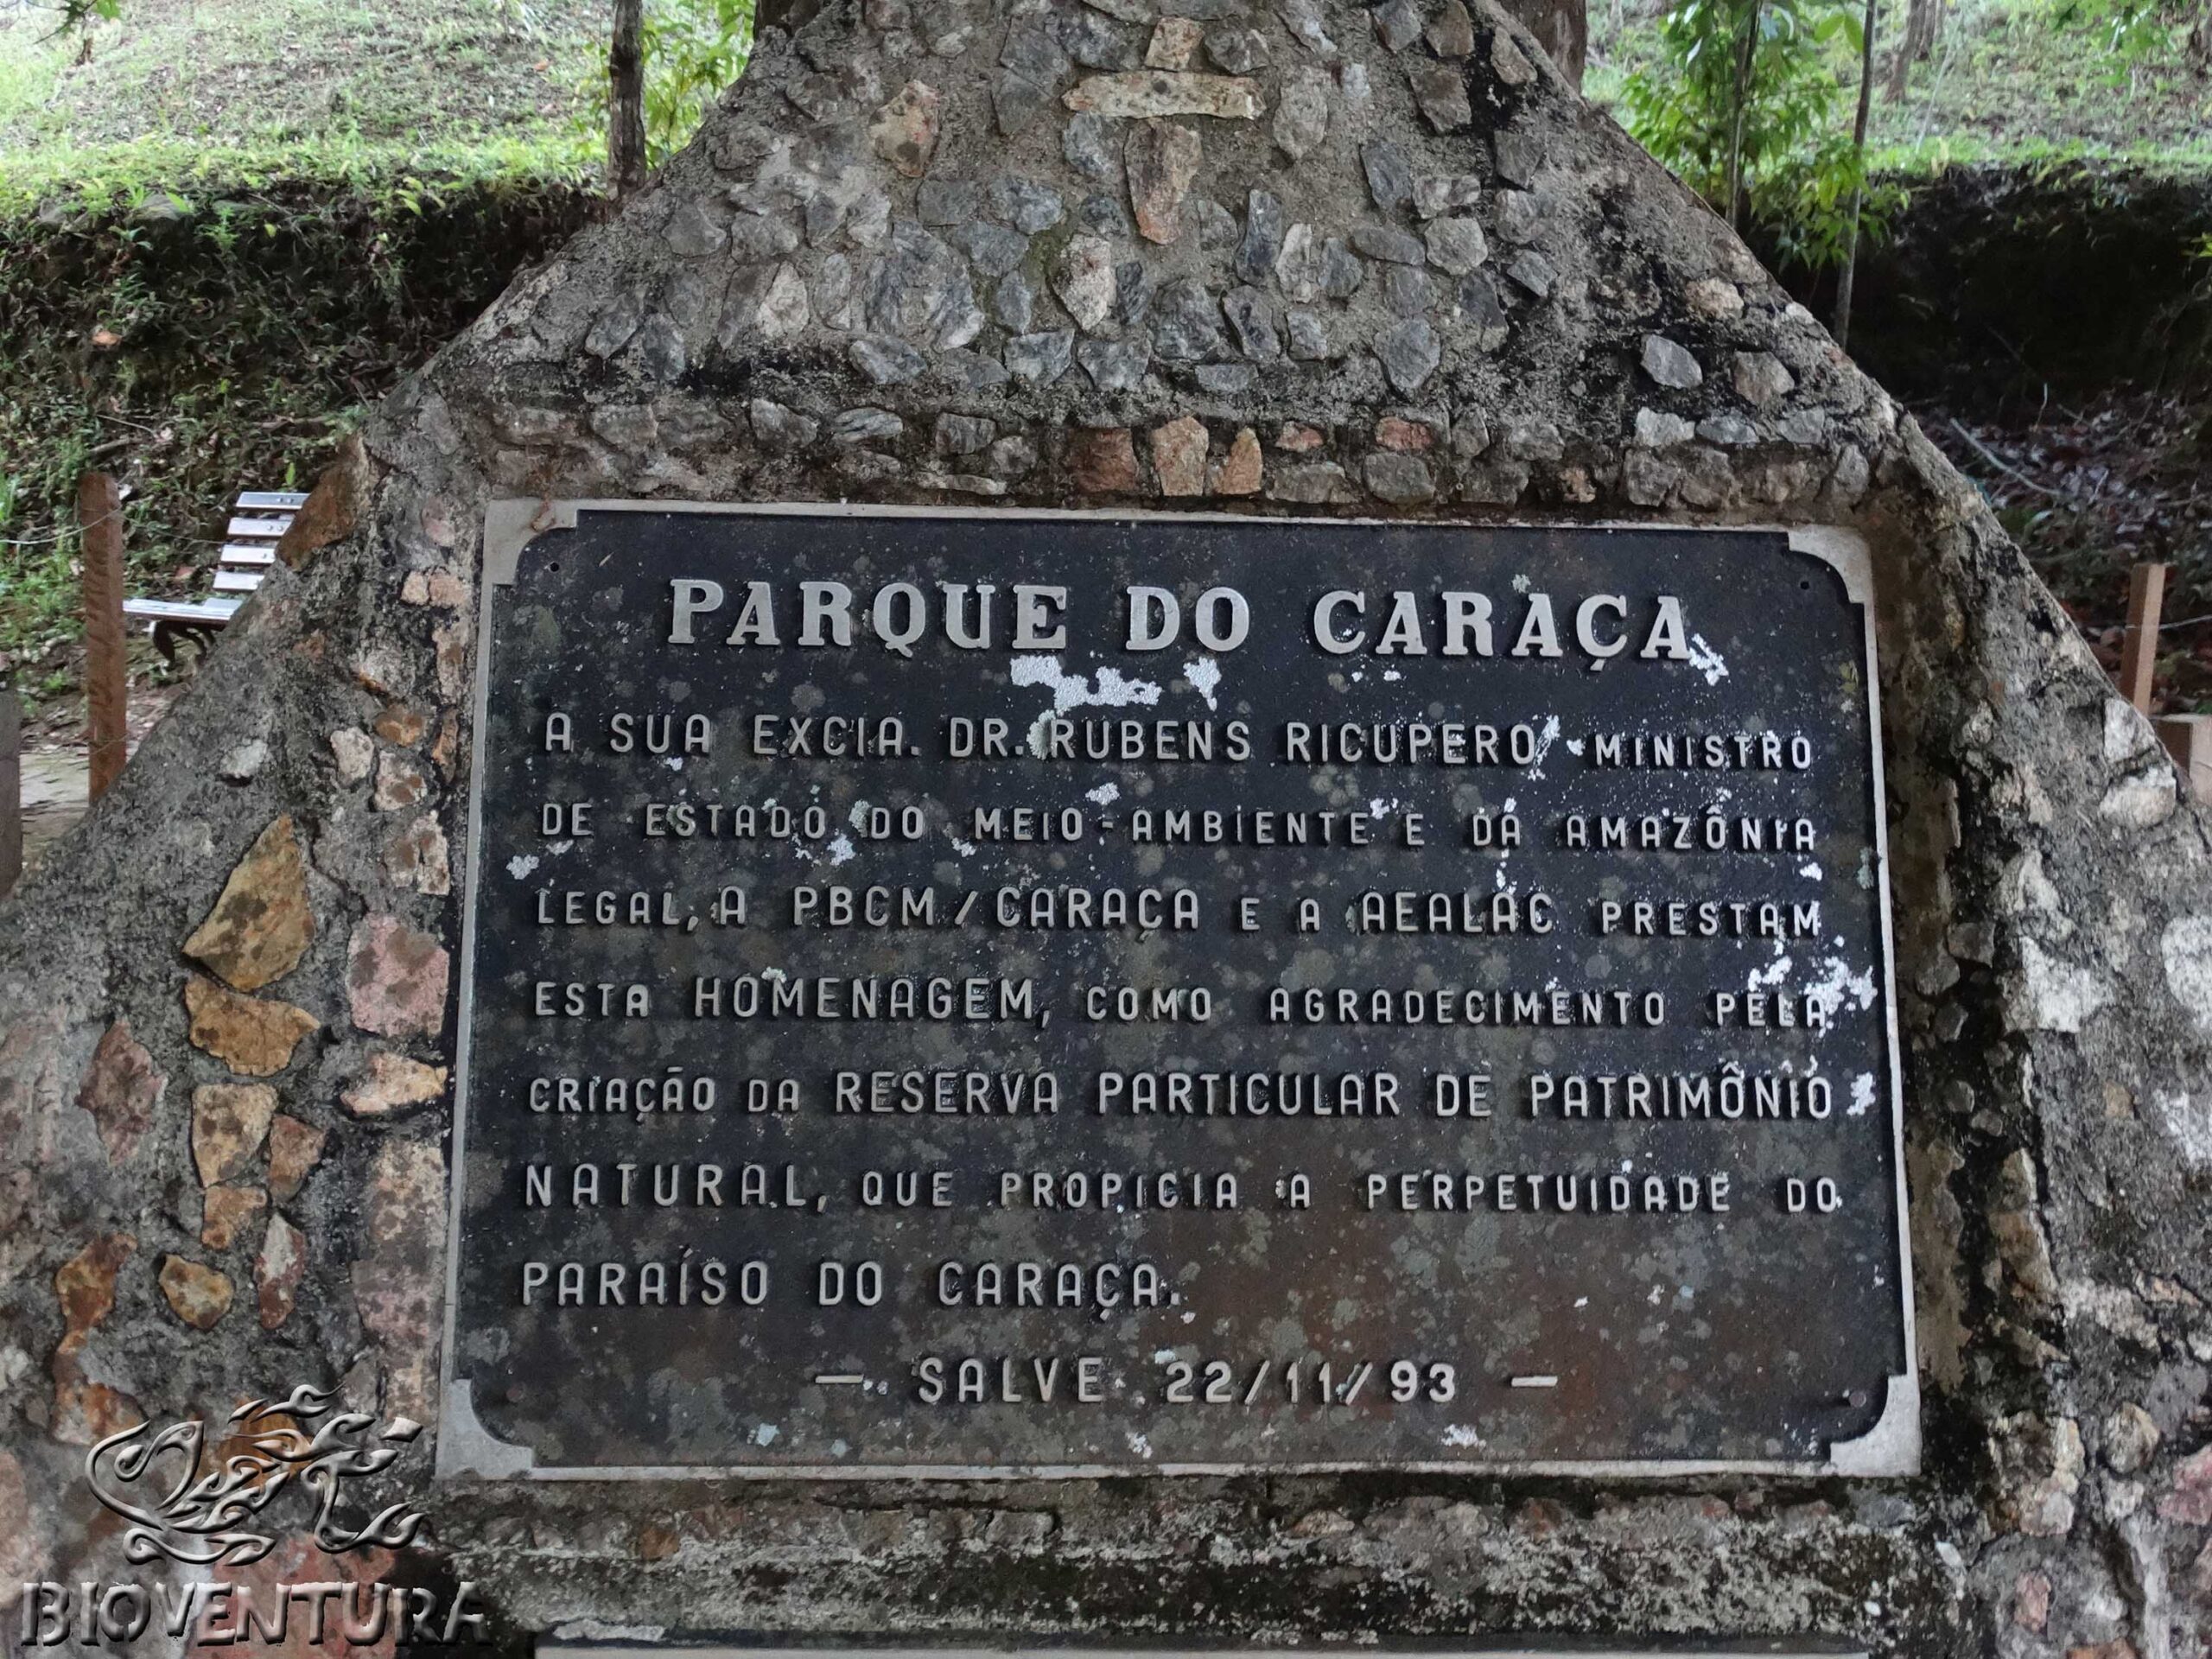 PARQUE DO CARAÇA
A SUA EXCIA. DR. RUBENS RICUPERO MINISTRO
DE ESTADO DO MEIO-AMBIENTE E DA AMAZÔNIA
LEGAL, A PBCM/CARAÇA E A AEALAC PRESTAM
ESTA HOMENAGEM, COMO AGRADECIMENTO PELA
CRIAÇÃO DA RESERVA PARTICULAR DE PATRIMÔNIO
NATURAL, QUE PROPICIA A PERPETUIDADE DO
PARAÍSO DO CARAÇA.
— SALVE 22/11/93 —
BIOVENTURA